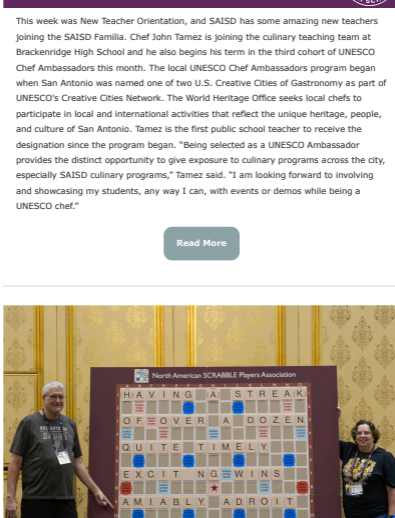 This week was New Teacher Orientation, and SAISD has some amazing new teachers
joining the SAISD Familia. Chef John Tamez is joining the culinary teaching team at
Brackenridge High School and he also begins his term in the third cohort of UNESCO
Chef Ambassadors this month. The local UNESCO Chef Ambassadors program began
when San Antonio was named one of two U.S. Creative Cities of Gastronomy as part of
UNESCO's Creative Cities Network. The World Heritage Office seeks local chefs to
participate in local and international activities that reflect the unique heritage, people,
and culture of San Antonio. Tamez is the first public school teacher to receive the
designation since the program began. “Being selected as a UNESCO Ambassador
provides the distinct opportunity to give exposure to culinary programs across the city,
especially SAISD culinary programs,” Tamez said. “I am looking forward to involving
and showcasing my students, any way I can, with events or demos while being a
UNESCO chef.”
Read More
North American SCRABBLE Players Association
HAVING A STREAK
OF OVER A DOZEN
QUITE TIMELY
EXCITING WINS
AMIABLY ADROIT